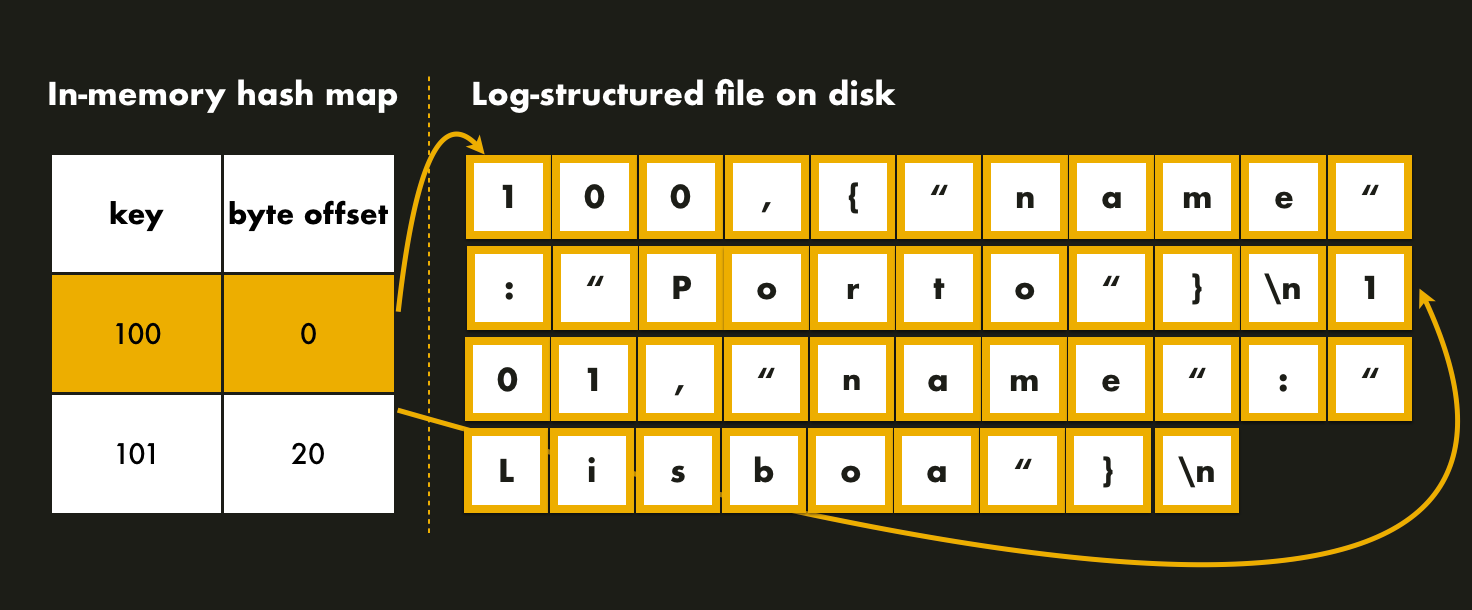 In-memory hash map
Log-structured file on disk
key byte offset
100 0
101 20
1 0 0 , { “ n a m e “
: “ P o r t o “ } \n 1
0 1 , “ n a m e “ : “
L i s b o a “ } \n